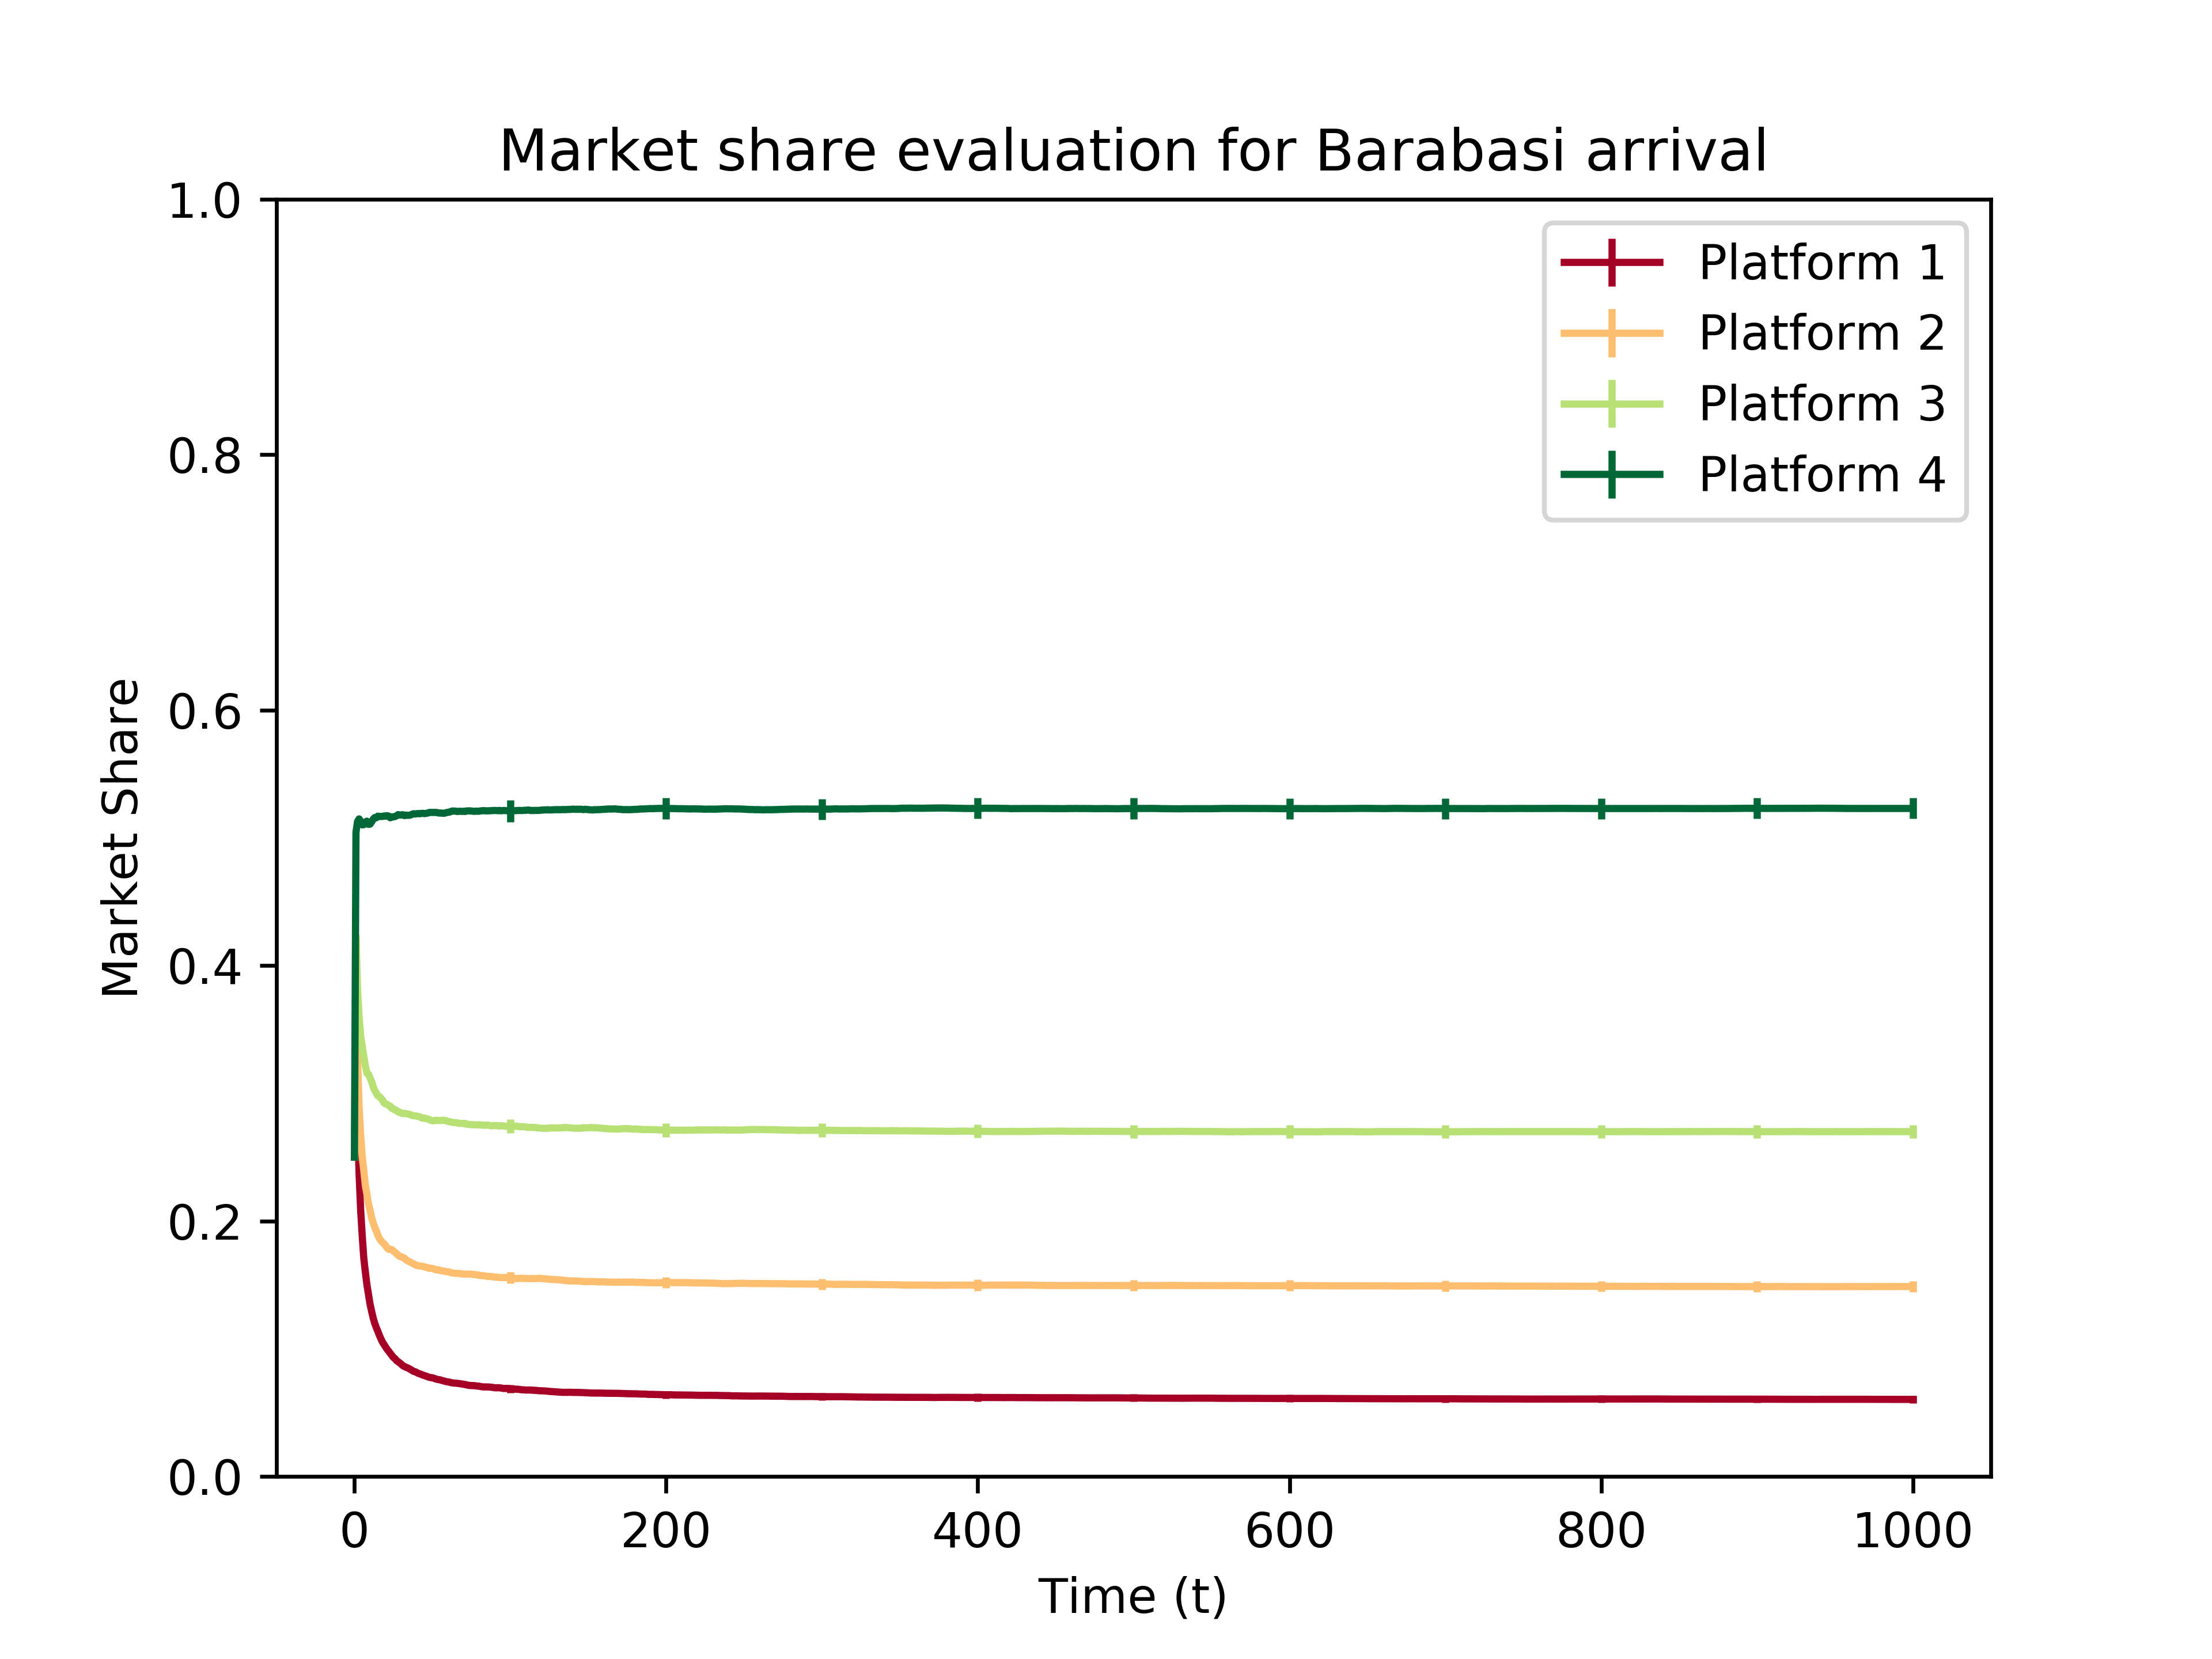 Market share evaluation for Barabasi arrival
1.0
0.8
0.6
0.4
0.2
0.0
Market Share
Platform 1
Platform 2
Platform 3
Platform 4
0 200 400 600 800 1000
Time (t)